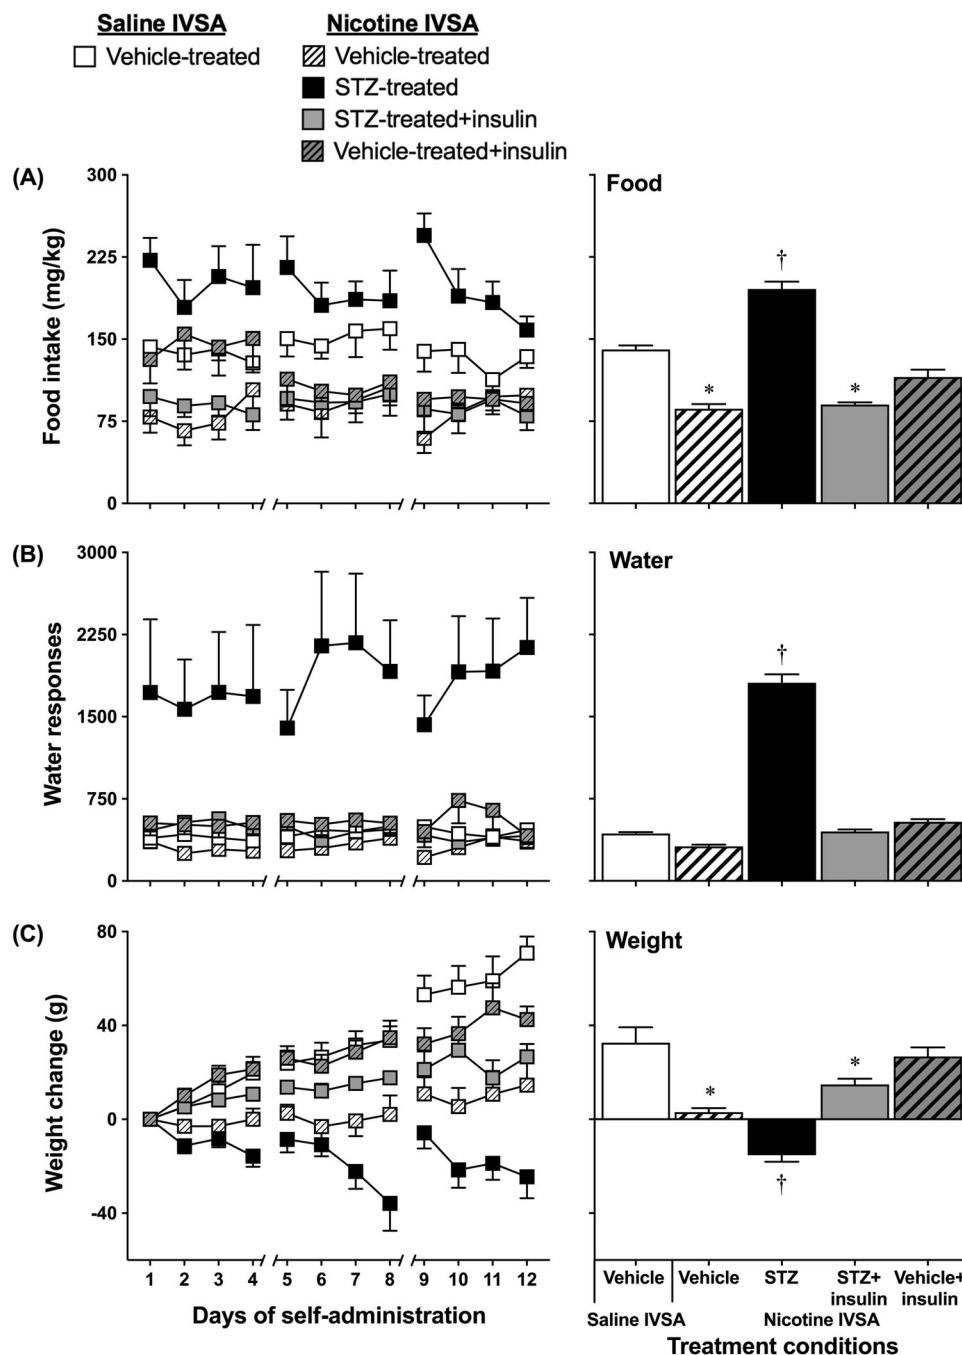 Saline IVSA
Nicotine IVSA
Vehicle-treated
Vehicle-treated
STZ-treated
STZ-treated+insulin
Vehicle-treated+insulin
(A)
Food intake (mg/kg)
300
225
150
75
0
Food
†
*
*
(B)
Water responses
3000
2250
1500
750
0
Water
†
(C)
Weight change (g)
80
40
0
-40
Weight
*
*
†
1 2 3 4 5 6 7 8 9 10 11 12
Days of self-administration
Vehicle Vehicle STZ STZ+ Vehicle+
insulin insulin
Saline IVSA Nicotine IVSA
Treatment conditions